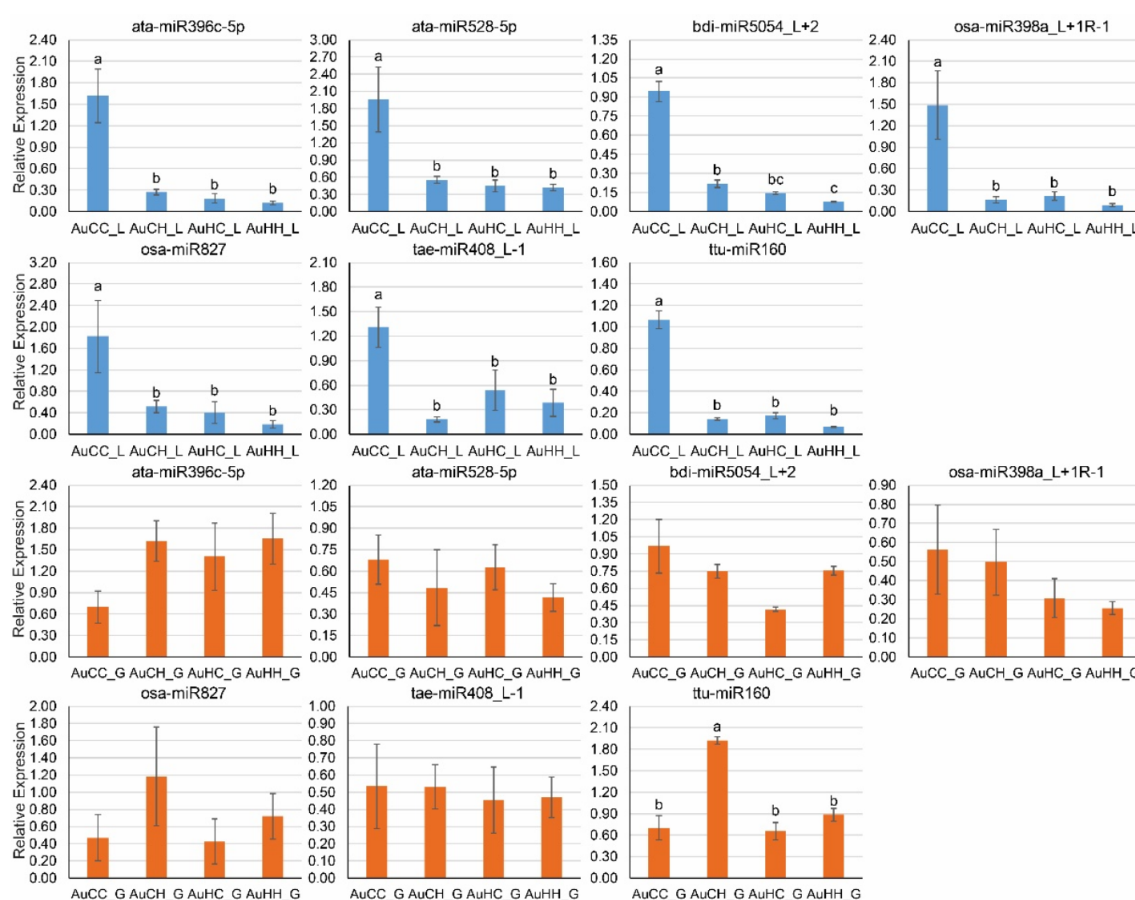 ata-miR396c-5p
ata-miR528-5p
bdi-miR5054_L+2
osa-miR398a_L+1R-1
Relative Expression
2.40
2.10
1.80
1.50
1.20
0.90
0.60
0.30
0.00
a
b
b
b
AuCC_L AuCH_L AuHC_L AuHH_L
3.00
2.70
2.40
2.10
1.80
1.50
1.20
0.90
0.60
0.30
0.00
a
b
b
b
AuCC_L AuCH_L AuHC_L AuHH_L
1.35
1.20
1.05
0.90
0.75
0.60
0.45
0.30
0.15
0.00
a
b
bc
c
AuCC_L AuCH_L AuHC_L AuHH_L
2.40
2.10
1.80
1.50
1.20
0.90
0.60
0.30
0.00
a
b
b
b
AuCC_L AuCH_L AuHC_L AuHH_L
osa-miR827
tae-miR408_L-1
ttu-miR160
Relative Expression
3.20
2.80
2.40
2.00
1.60
1.20
0.80
0.40
0.00
a
b
b
b
AuCC_L AuCH_L AuHC_L AuHH_L
2.10
1.80
1.50
1.20
0.90
0.60
0.30
0.00
a
b
b
b
AuCC_L AuCH_L AuHC_L AuHH_L
1.60
1.40
1.20
1.00
0.80
0.60
0.40
0.20
0.00
a
b
b
b
AuCC_L AuCH_L AuHC_L AuHH_L
ata-miR396c-5p
ata-miR528-5p
bdi-miR5054_L+2
osa-miR398a_L+1R-1
Relative Expression
2.40
2.10
1.80
1.50
1.20
0.90
0.60
0.30
0.00
AuCC_G AuCH_G AuHC_G AuHH_G
1.20
1.05
0.90
0.75
0.60
0.45
0.30
0.15
0.00
AuCC_G AuCH_G AuHC_G AuHH_G
1.50
1.35
1.20
1.05
0.90
0.75
0.60
0.45
0.30
0.15
0.00
AuCC_G AuCH_G AuHC_G AuHH_G
0.90
0.80
0.70
0.60
0.50
0.40
0.30
0.20
0.10
0.00
AuCC_G AuCH_G AuHC_G AuHH_G
osa-miR827
tae-miR408_L-1
ttu-miR160
Relative Expression
2.00
1.80
1.60
1.40
1.20
1.00
0.80
0.60
0.40
0.20
0.00
AuCC G AuCH G AuHC G AuHH G
1.00
0.90
0.80
0.70
0.60
0.50
0.40
0.30
0.20
0.10
0.00
AuCC G AuCH G AuHC G AuHH G
2.40
2.10
1.80
1.50
1.20
0.90
0.60
0.30
0.00
b
a
b
b
AuCC G AuCH G AuHC G AuHH G